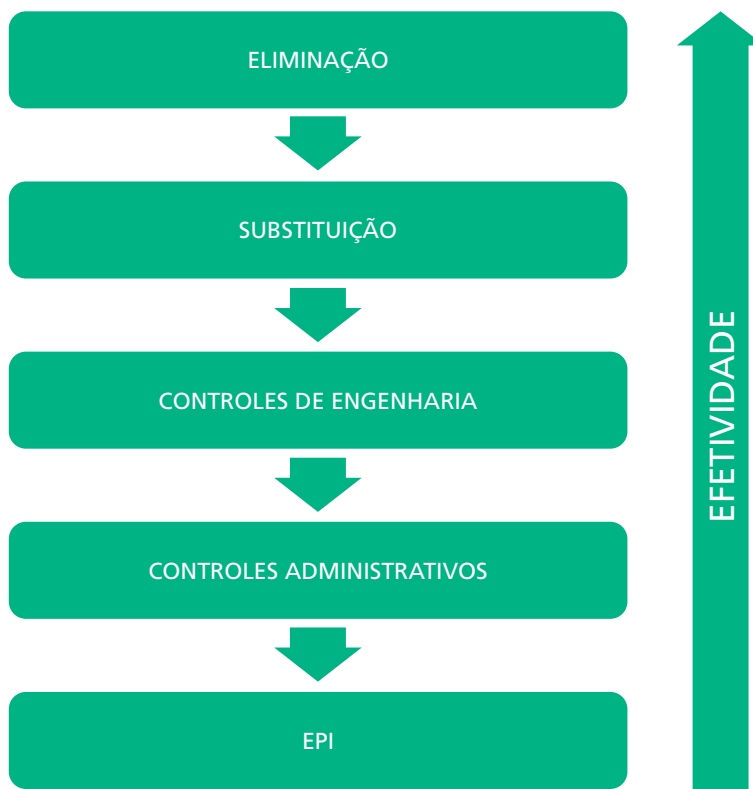 ELIMINAÇÃO
SUBSTITUIÇÃO
CONTROLES DE ENGENHARIA
CONTROLES ADMINISTRATIVOS
EPI
EFETIVIDADE